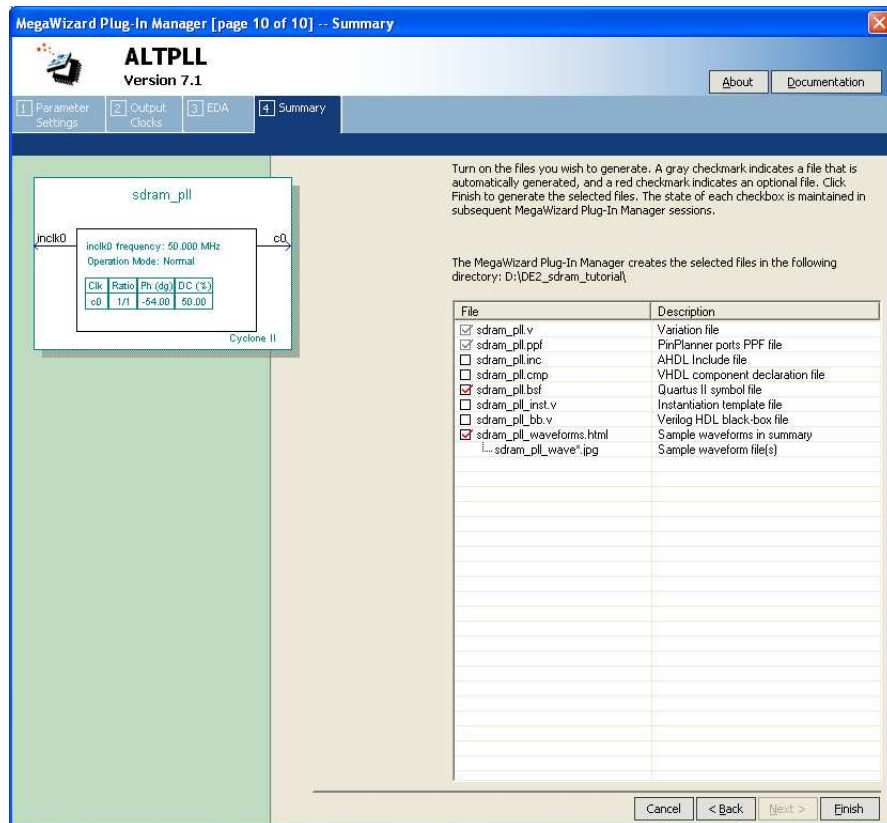 MegaWizard Plug-In Manager [page 10 of 10] -- Summary
ALTPLL
Version 7.1
About
Documentation
1 Parameter Settings
2 Output Clocks
3 EDA
4 Summary
sdram_pll
inclk0
c0
inclk0 frequency: 50.000 MHz
Operation Mode: Normal
Clk Ratio Ph (dg) DC (%)
c0 1/1 -54.00 50.00
Cyclone II
Turn on the files you wish to generate. A gray checkmark indicates a file that is
automatically generated, and a red checkmark indicates an optional file. Click
Finish to generate the selected files. The state of each checkbox is maintained in
subsequent MegaWizard Plug-In Manager sessions.
The MegaWizard Plug-In Manager creates the selected files in the following
directory: D:\DE2_sdram_tutorial\
File Description
sdram_pll.v Variation file
sdram_pll.ppf PinPlanner ports PPF file
sdram_pll.inc AHDL Include file
sdram_pll.cmp VHDL component declaration file
sdram_pll.bsf Quartus II symbol file
sdram_pll_inst.v Instantiation template file
sdram_pll_bb.v Verilog HDL black-box file
sdram_pll_waveforms.html Sample waveforms in summary
sdram_pll_wave*.jpg Sample waveform file(s)
Cancel
< Back
Next >
Finish